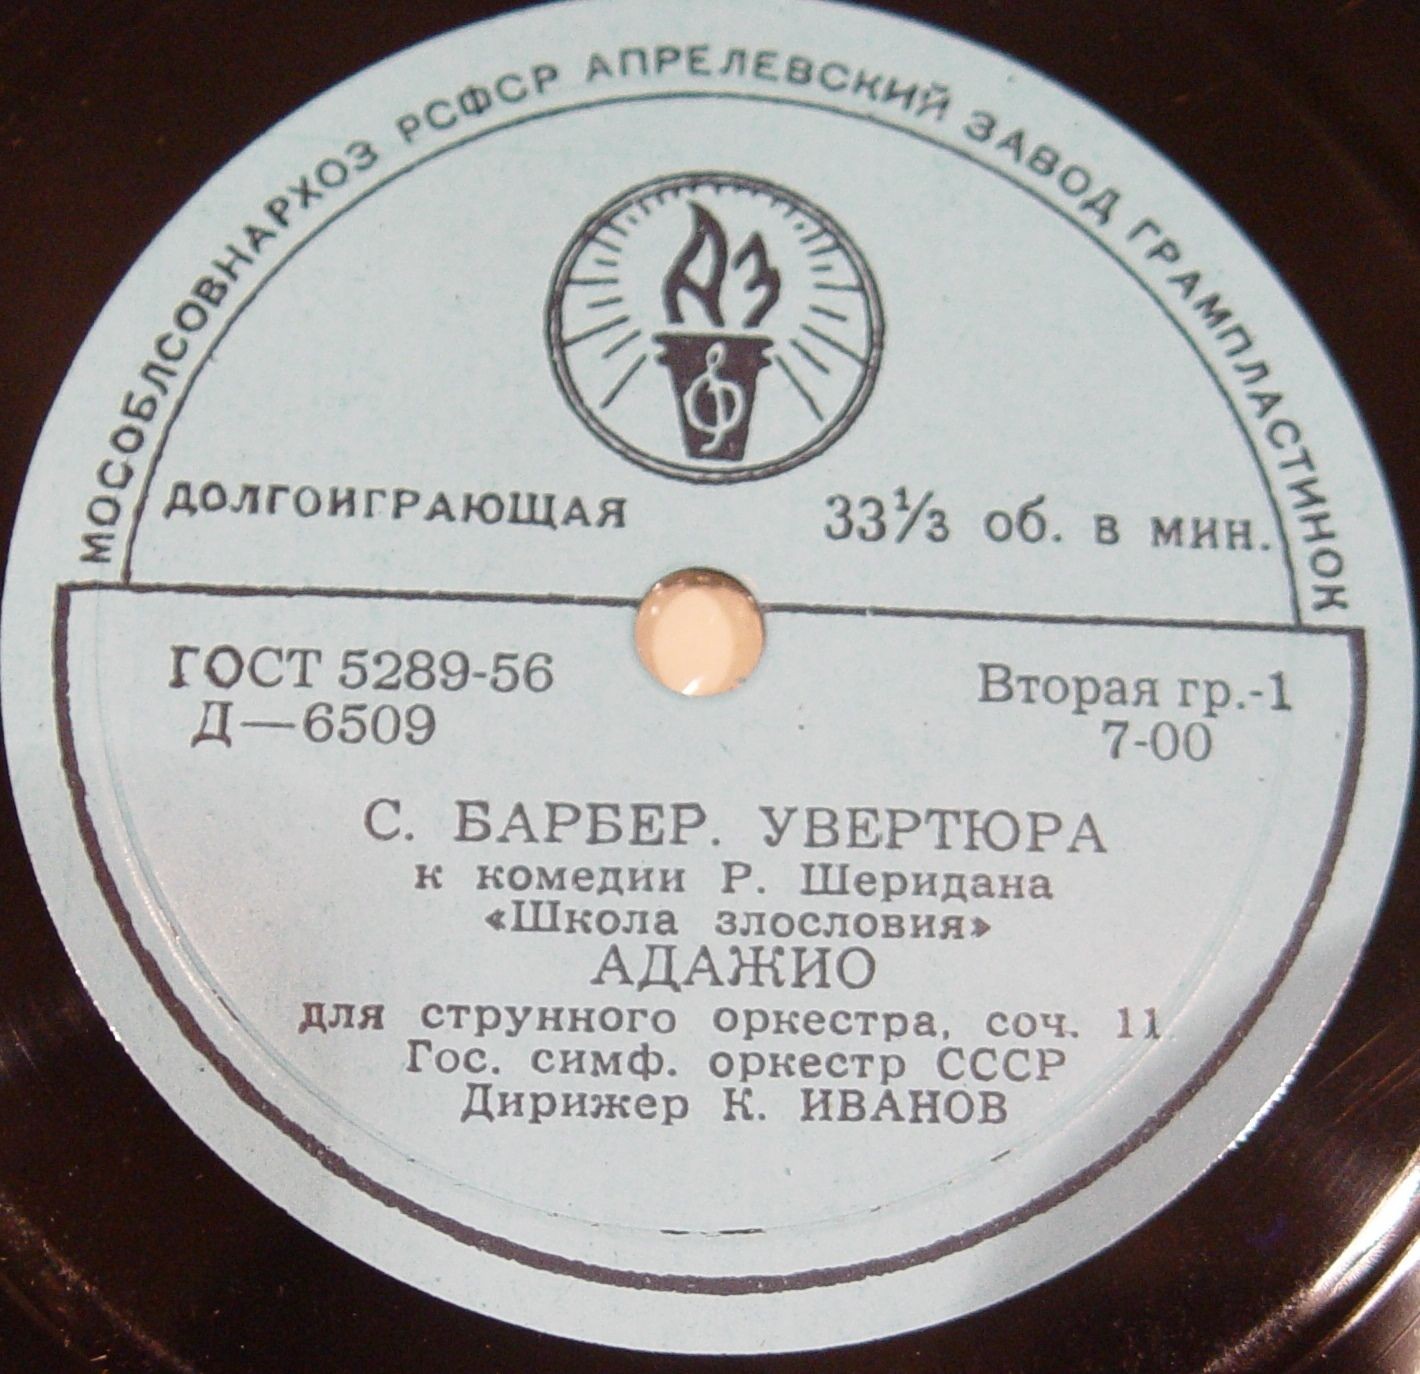 МОСОБЛСОВНАРХОЗ РСФСР АПРЕЛЕВСКИЙ ЗАВОД ГРАМПЛАСТИНОК
АЗ
ДОЛГОИГРАЮЩАЯ 33⅓ об. в мин.
ГОСТ 5289-56 Вторая гр.-1
Д—6509 7-00
С. БАРБЕР. УВЕРТЮРА
к комедии Р. Шеридана
«Школа злословия»
АДАЖИО
для струнного оркестра, соч. 11
Гос. симф. оркестр СССР
Дирижер К. ИВАНОВ